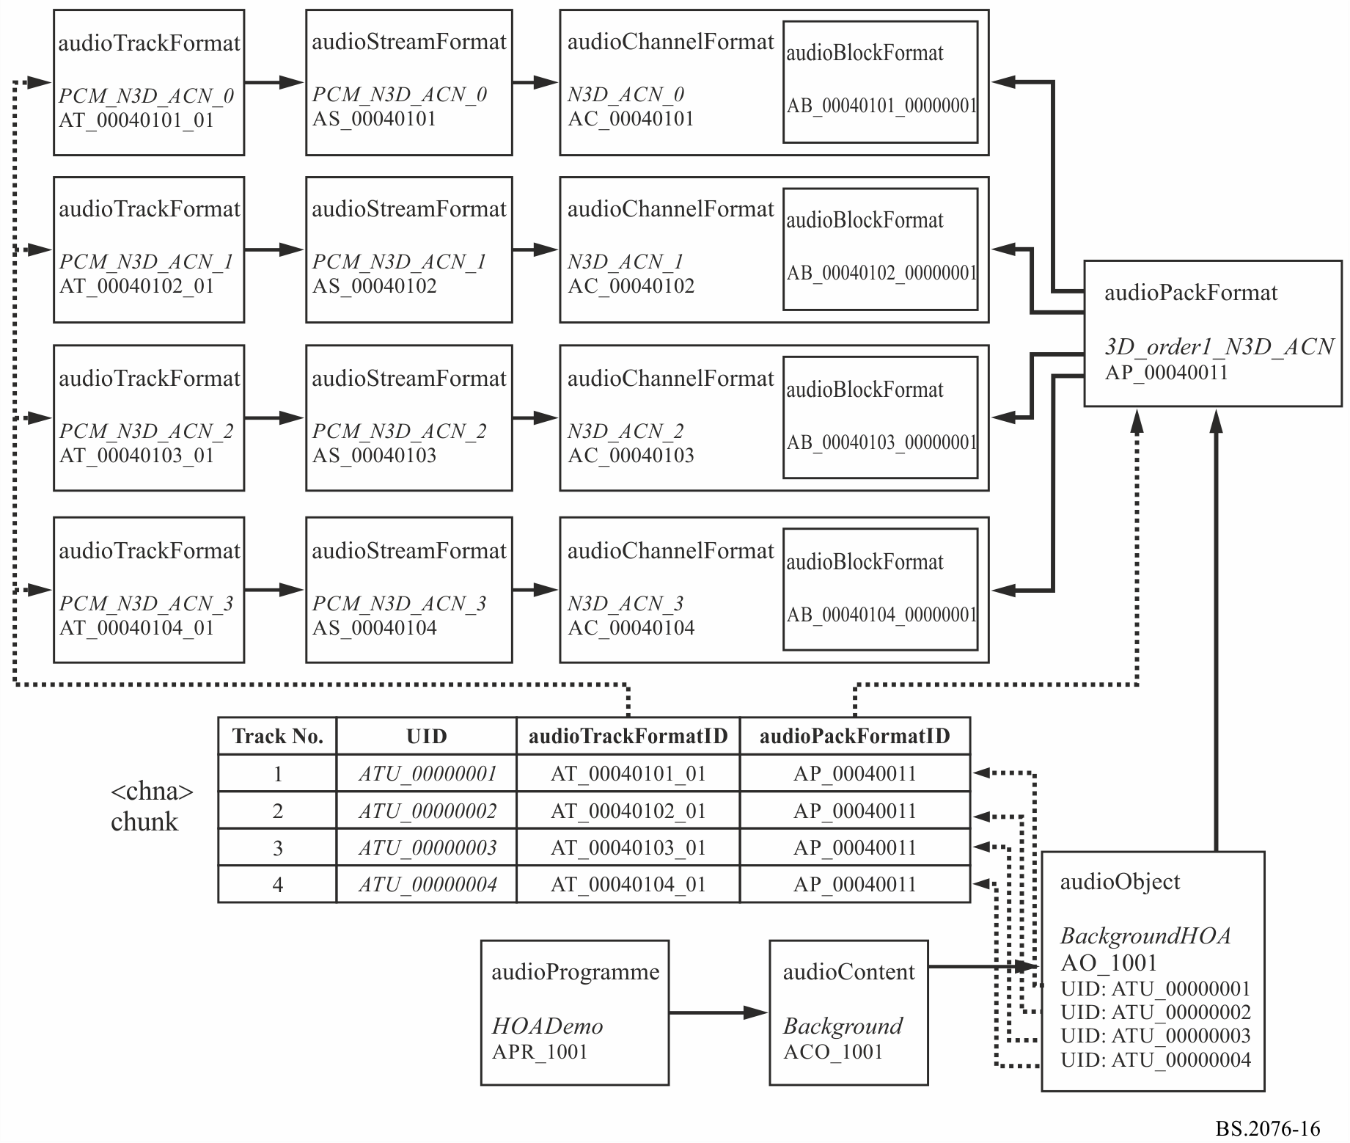 audioTrackFormat
PCM_N3D_ACN_0
AT_00040101_01
audioStreamFormat
PCM_N3D_ACN_0
AS_00040101
audioChannelFormat
N3D_ACN_0
AC_00040101
audioBlockFormat
AB_00040101_00000001
audioTrackFormat
PCM_N3D_ACN_1
AT_00040102_01
audioStreamFormat
PCM_N3D_ACN_1
AS_00040102
audioChannelFormat
N3D_ACN_1
AC_00040102
audioBlockFormat
AB_00040102_00000001
audioPackFormat
3D_order1_N3D_ACN
AP_00040011
audioTrackFormat
PCM_N3D_ACN_2
AT_00040103_01
audioStreamFormat
PCM_N3D_ACN_2
AS_00040103
audioChannelFormat
N3D_ACN_2
AC_00040103
audioBlockFormat
AB_00040103_00000001
audioTrackFormat
PCM_N3D_ACN_3
AT_00040104_01
audioStreamFormat
PCM_N3D_ACN_3
AS_00040104
audioChannelFormat
N3D_ACN_3
AC_00040104
audioBlockFormat
AB_00040104_00000001
<chna>
chunk
Track No. UID audioTrackFormatID audioPackFormatID
1 ATU_00000001 AT_00040101_01 AP_00040011
2 ATU_00000002 AT_00040102_01 AP_00040011
3 ATU_00000003 AT_00040103_01 AP_00040011
4 ATU_00000004 AT_00040104_01 AP_00040011
audioProgramme
HOADemo
APR_1001
audioContent
Background
ACO_1001
audioObject
BackgroundHOA
AO_1001
UID: ATU_00000001
UID: ATU_00000002
UID: ATU_00000003
UID: ATU_00000004
BS.2076-16